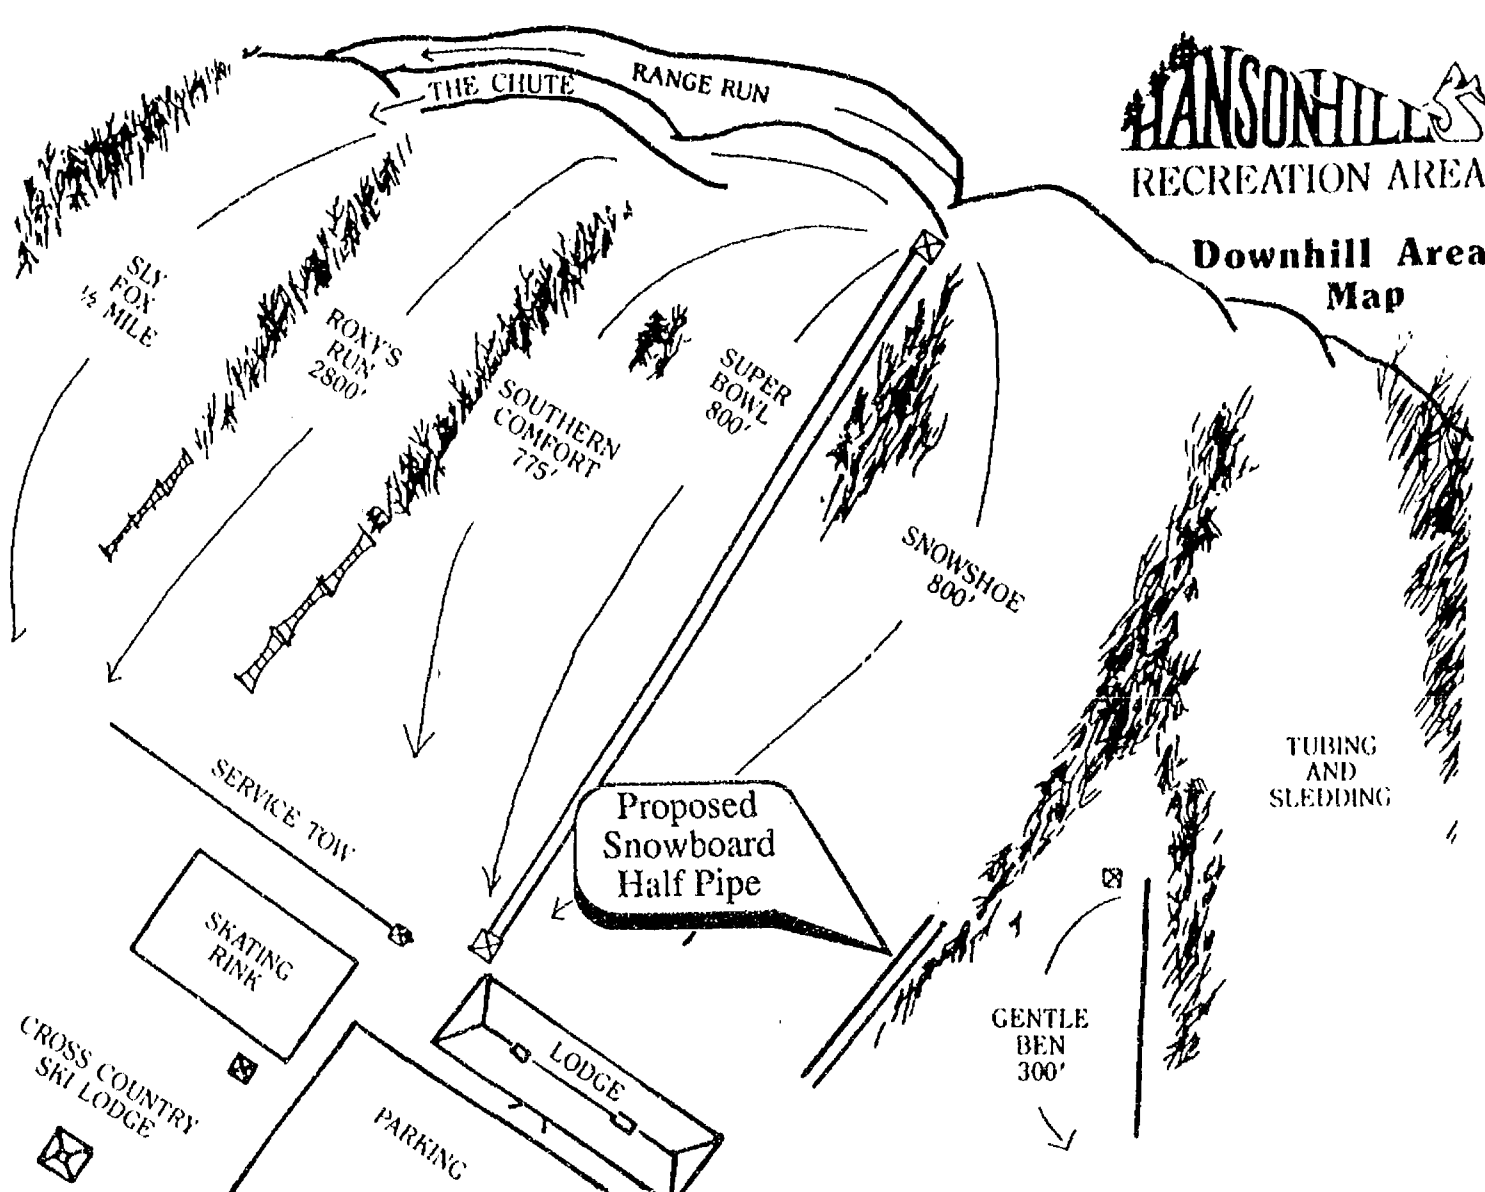 HANSON HILLS
RECREATION AREA
Downhill Area
Map
RANGE RUN
THE CHUTE
SLY
FOX
½ MILE
ROXY'S
RUN
2800'
SOUTHERN
COMFORT
775'
SUPER
BOWL
800'
SNOWSHOE
800'
TUBING
AND
SLEDDING
Proposed
Snowboard
Half Pipe
SERVICE TOW
SKATING
RINK
LODGE
GENTLE
BEN
300'
CROSS COUNTRY
SKI LODGE
PARKING